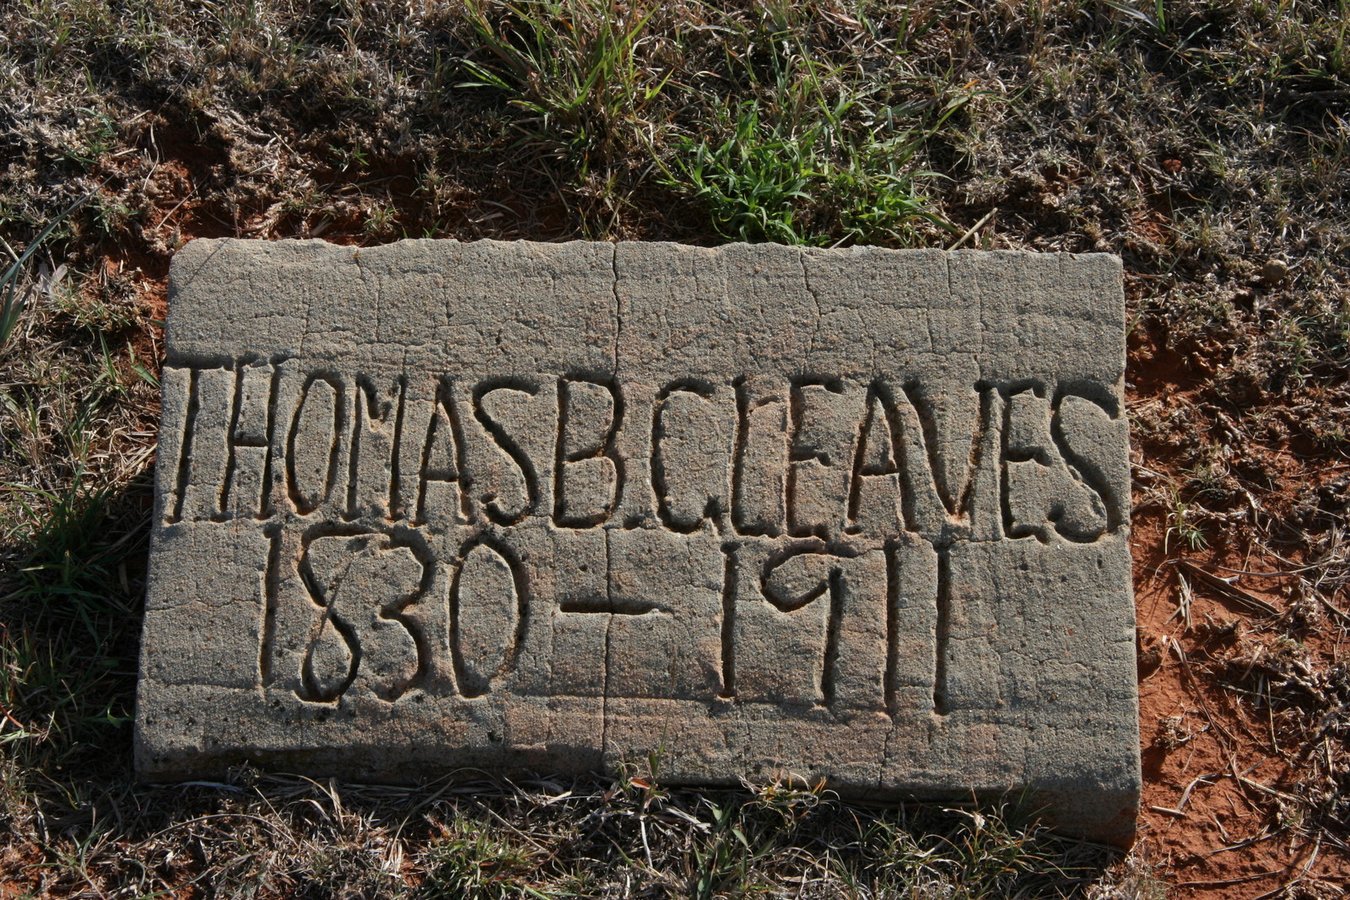 THOMAS B. CLEAVES
1830 – 1911